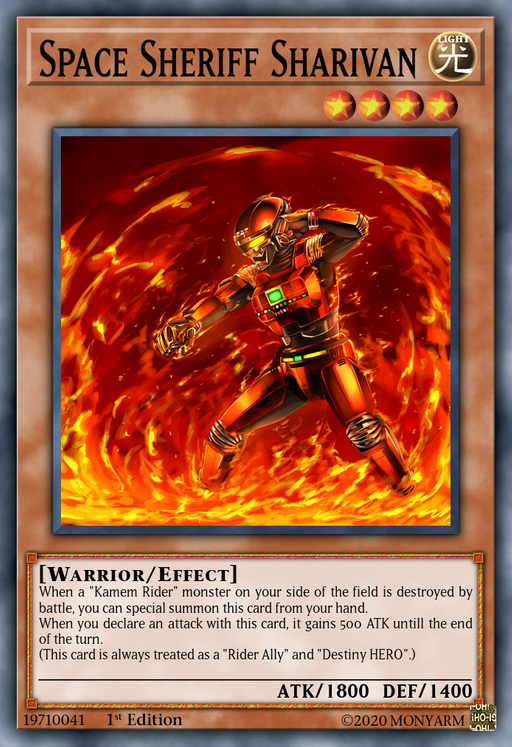 SPACE SHERIFF SHARIVAN
LIGHT
光
[WARRIOR/EFFECT]
When a "Kamem Rider" monster on your side of the field is destroyed by
battle, you can special summon this card from your hand.
When you declare an attack with this card, it gains 500 ATK untill the end
of the turn.
(This card is always treated as a "Rider Ally" and "Destiny HERO".)
ATK/1800 DEF/1400
19710041 1st Edition ©2020 MONYARM